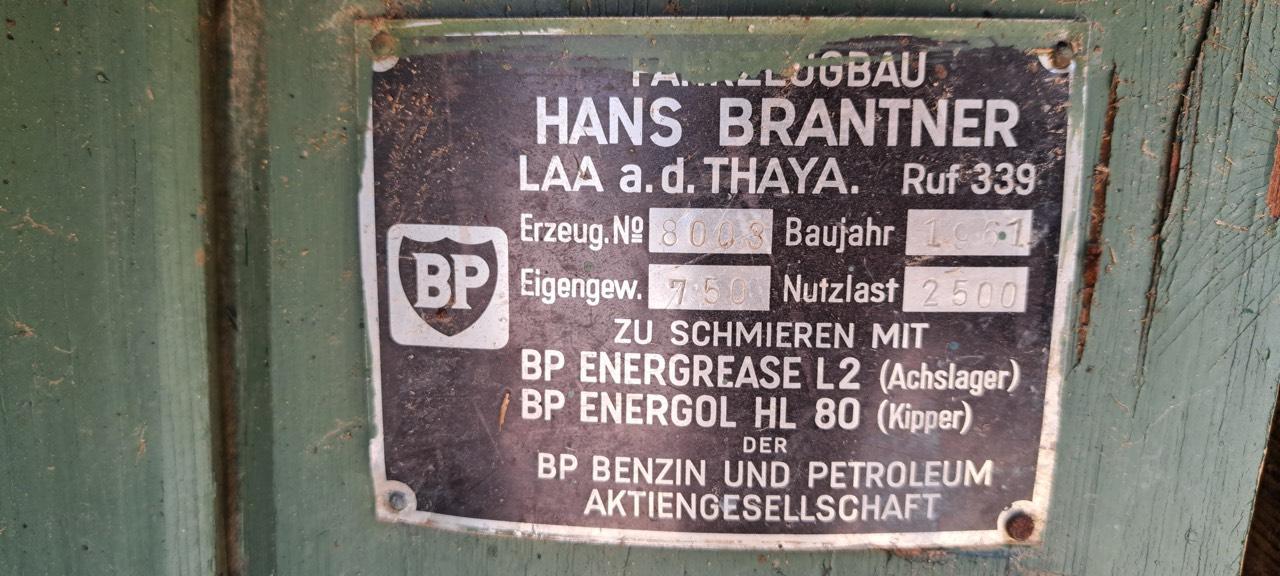 FAHRZEUGBAU
HANS BRANTNER
LAA a.d. THAYA. Ruf 339
Erzeug.Nº 8003 Baujahr 1961
BP
Eigengew. 750 Nutzlast 2500
ZU SCHMIEREN MIT
BP ENERGREASE L2 (Achslager)
BP ENERGOL HL 80 (Kipper)
DER
BP BENZIN UND PETROLEUM
AKTIENGESELLSCHAFT